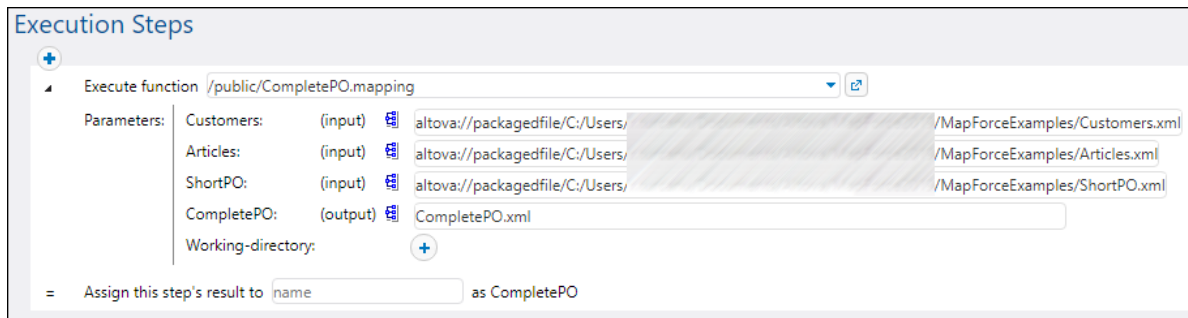 Execution Steps
Execute function /public/CompletePO.mapping
Parameters: Customers: (input) altova://packagedfile/C:/Users/ /MapForceExamples/Customers.xml
Articles: (input) altova://packagedfile/C:/Users/ /MapForceExamples/Articles.xml
ShortPO: (input) altova://packagedfile/C:/Users/ /MapForceExamples/ShortPO.xml
CompletePO: (output) CompletePO.xml
Working-directory:
= Assign this step's result to name as CompletePO